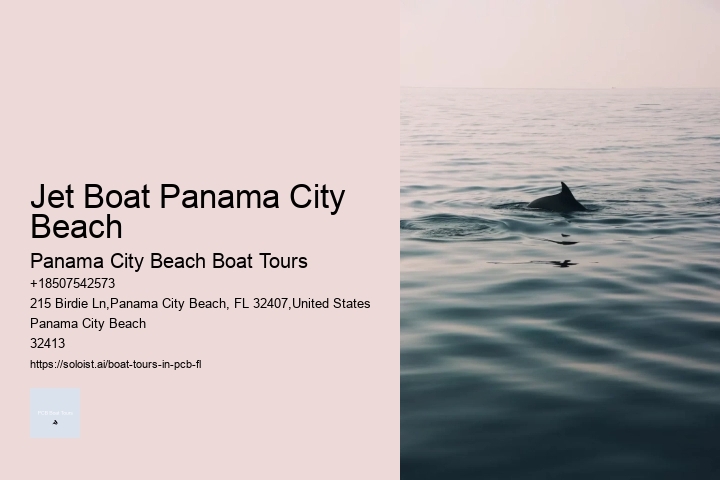 Jet Boat Panama City
Beach
Panama City Beach Boat Tours
+18507542573
215 Birdie Ln,Panama City Beach, FL 32407,United States
Panama City Beach
32413
https://soloist.ai/boat-tours-in-pcb-fl